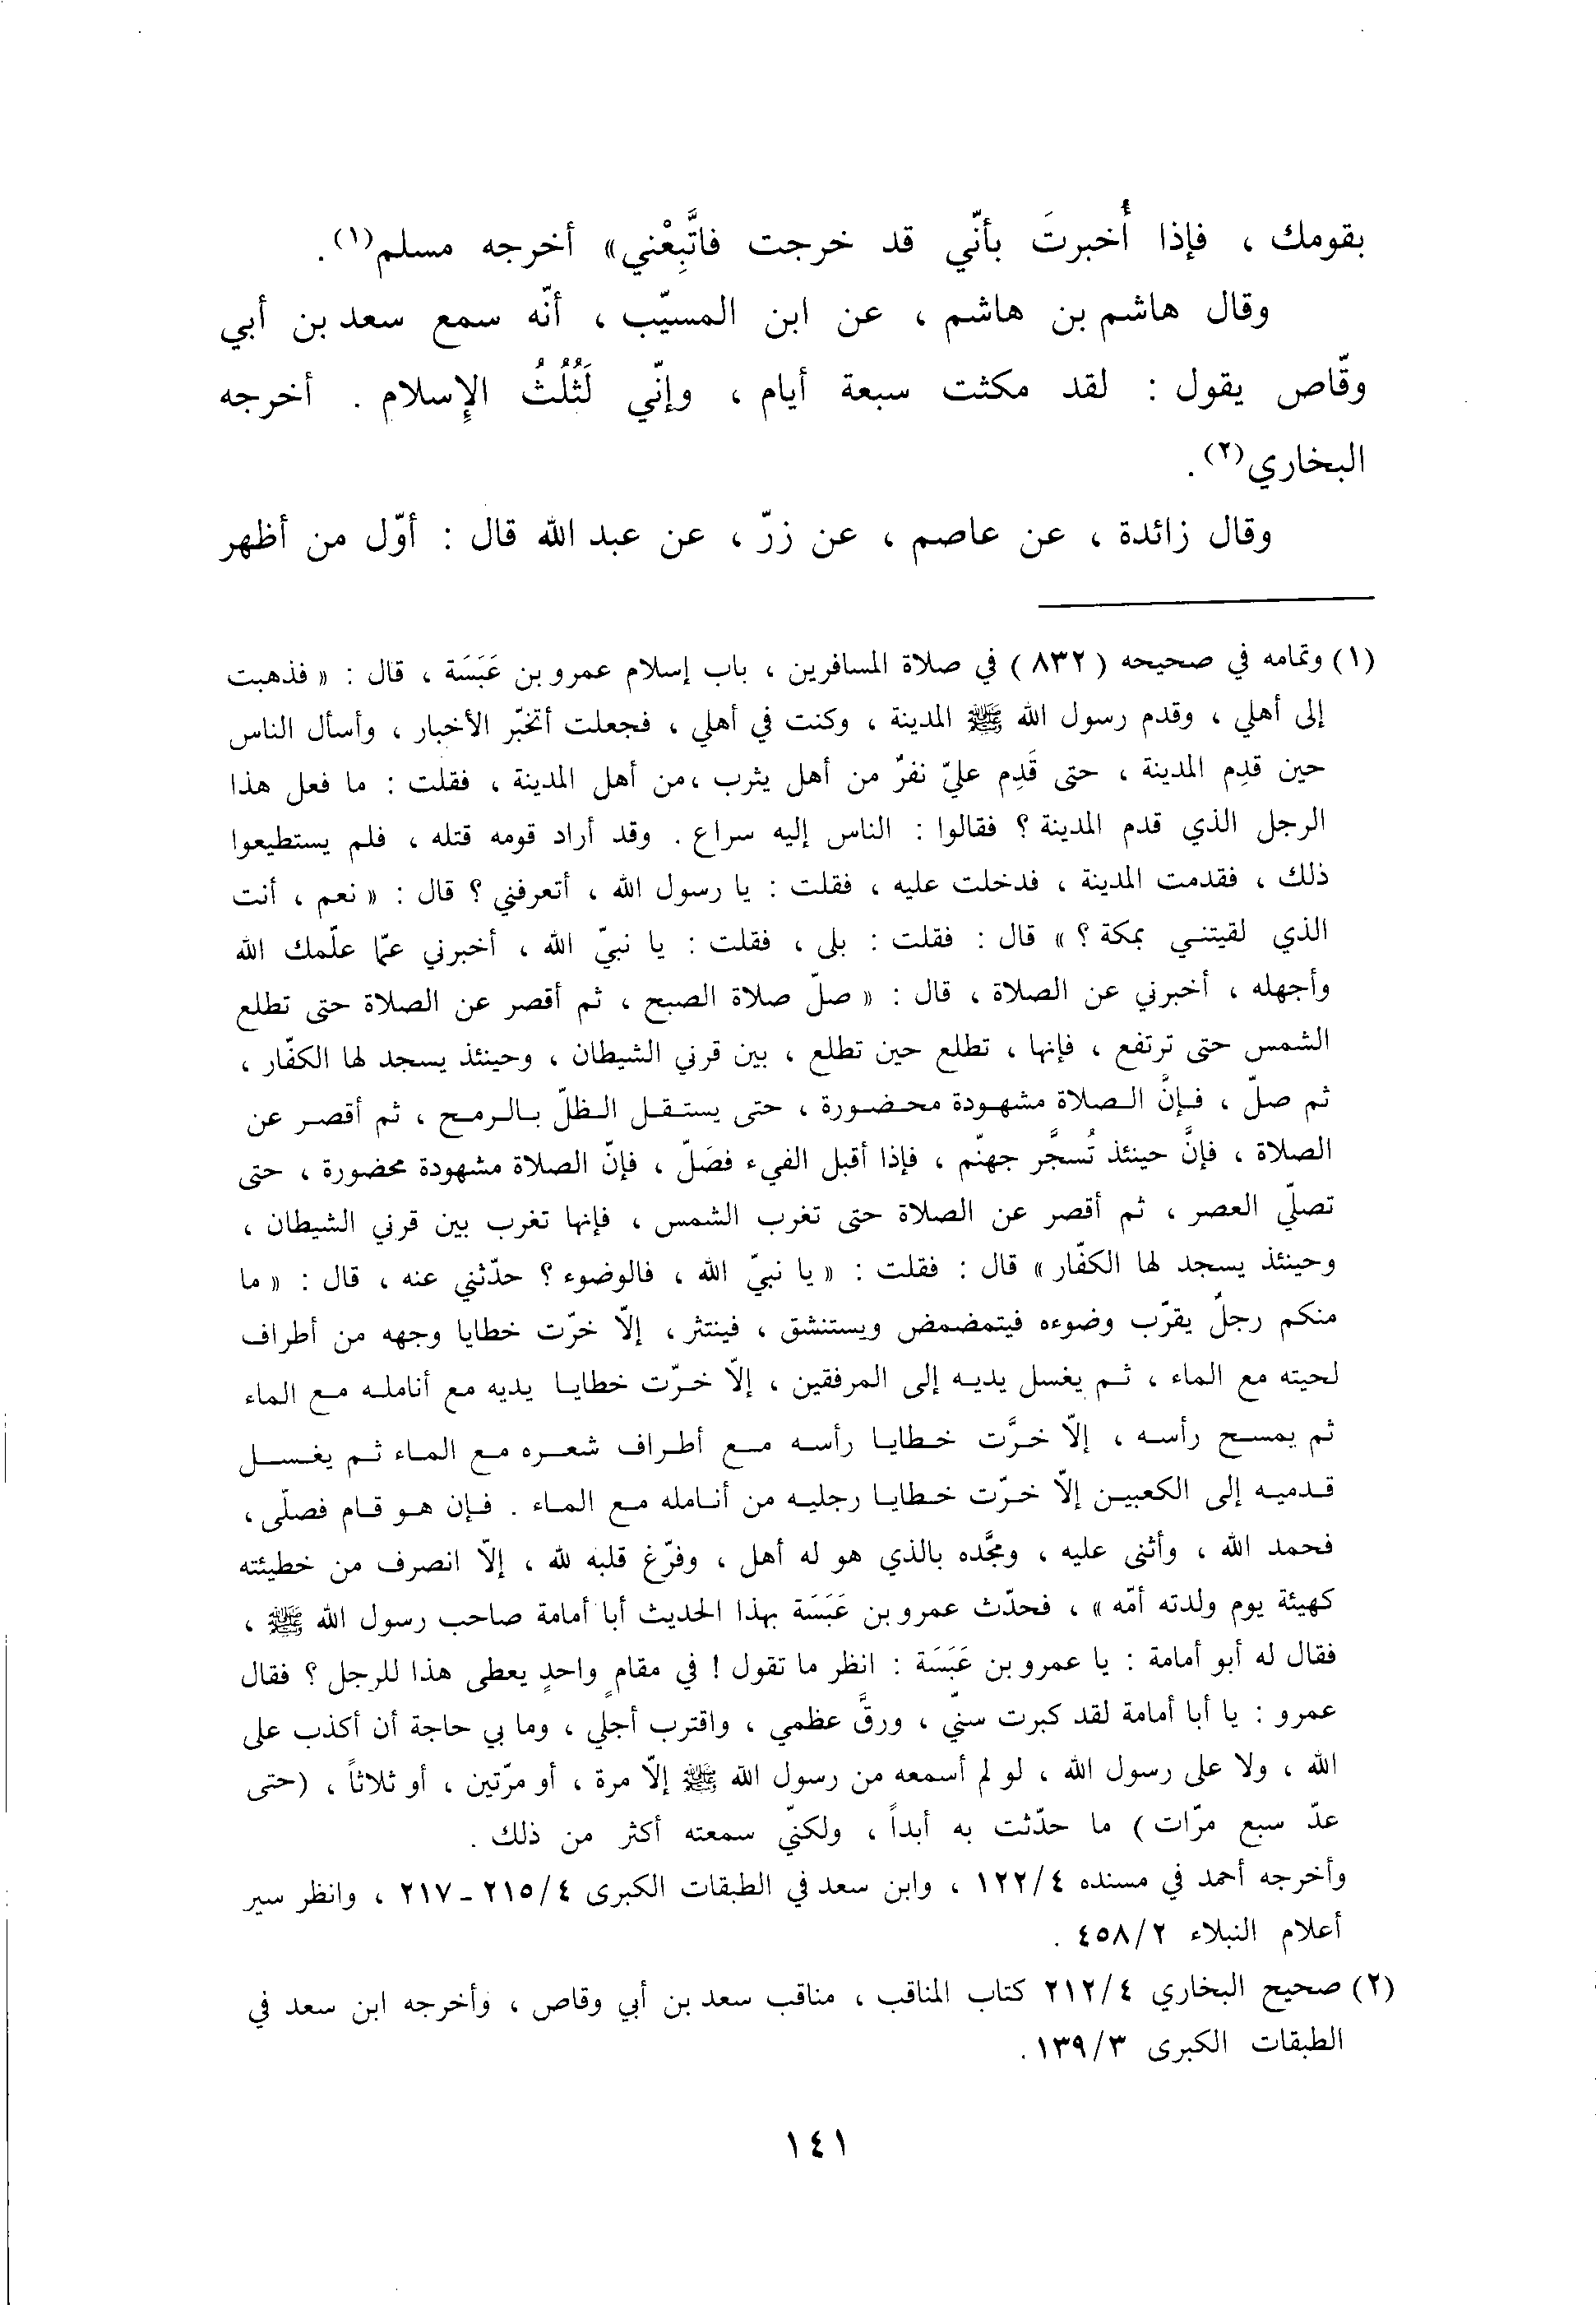 بقومك ، فإذا أُخبرتَ بأنّي قد خرجت فاتَّبِعْني» أخرجه مسلم(١).
وقال هاشم بن هاشم ، عن ابن المسيّب ، أنّه سمع سعد بن أبي
وقّاص يقول : لقد مكثت سبعة أيام ، وإنّي لَثُلُثُ الإسلام . أخرجه
البخاري(٢).
وقال زائدة ، عن عاصم ، عن زرّ ، عن عبد الله قال : أوّل من أظهر
(١) وتمامه في صحيحه ( ٨٣٢ ) في صلاة المسافرين ، باب إسلام عمرو بن عَبَسَة ، قال : « فذهبت
إلى أهلي ، وقدم رسول الله ﷺ المدينة ، وكنت في أهلي ، فجعلت أتخبّر الأخبار ، وأسأل الناس
حين قدِم المدينة ، حتى قَدِم عليّ نفرٌ من أهل يثرب ،من أهل المدينة ، فقلت : ما فعل هذا
الرجل الذي قدم المدينة ؟ فقالوا : الناس إليه سراع . وقد أراد قومه قتله ، فلم يستطيعوا
ذلك ، فقدمت المدينة ، فدخلت عليه ، فقلت : يا رسول الله ، أتعرفني ؟ قال : « نعم ، أنت
الذي لقيتني بمكة ؟ » قال : فقلت : بلى ، فقلت : يا نبيّ الله ، أخبرني عمّا علّمك الله
وأجهله ، أخبرني عن الصلاة ، قال : « صلّ صلاة الصبح ، ثم أقصر عن الصلاة حتى تطلع
الشمس حتى ترتفع ، فإنها ، تطلع حين تطلع ، بين قرني الشيطان ، وحينئذ يسجد لها الكفّار ،
ثم صلّ ، فإنَّ الصلاة مشهودة محضورة ، حتى يستقل الظلّ بالرمح ، ثم أقصر عن
الصلاة ، فإنَّ حينئذ تُسجَّر جهنّم ، فإذا أقبل الفيء فصَلّ ، فإنّ الصلاة مشهودة محضورة ، حتى
تصلّي العصر ، ثم أقصر عن الصلاة حتى تغرب الشمس ، فإنها تغرب بين قرني الشيطان ،
وحينئذ يسجد لها الكفّار » قال : فقلت : « يا نبيّ الله ، فالوضوء ؟ حدّثني عنه ، قال : « ما
منكم رجلٌ يقرّب وضوءه فيتمضمض ويستنشق ، فينتثر ، إلّا خرّت خطايا وجهه من أطراف
لحيته مع الماء ، ثم يغسل يديه إلى المرفقين ، إلّا خرّت خطايا يديه مع أنامله مع الماء
ثم يمسح رأسه ، إلّا خرَّت خطايا رأسه مع أطراف شعره مع الماء ثم يغسل
قدميه إلى الكعبين إلّا خرّت خطايا رجليه من أنامله مع الماء . فإن هو قام فصلّى ،
فحمد الله ، وأثنى عليه ، ومجَّده بالذي هو له أهل ، وفرّغ قلبه لله ، إلّا انصرف من خطيئته
كهيئة يوم ولدته أمّه » ، فحدّث عمرو بن عَبَسَة بهذا الحديث أبا أمامة صاحب رسول الله ﷺ ،
فقال له أبو أمامة : يا عمرو بن عَبَسَة : انظر ما تقول ! في مقامٍ واحدٍ يعطى هذا للرجل ؟ فقال
عمرو : يا أبا أمامة لقد كبرت سنّي ، ورقَّ عظمي ، واقترب أجلي ، وما بي حاجة أن أكذب على
الله ، ولا على رسول الله ، لو لم أسمعه من رسول الله ﷺ إلّا مرة ، أو مرّتين ، أو ثلاثاً ، (حتى
عدّ سبع مرّات ) ما حدّثت به أبداً ، ولكنّي سمعته أكثر من ذلك .
وأخرجه أحمد في مسنده ١٢٢/٤ ، وابن سعد في الطبقات الكبرى ٢١٥/٤ - ٢١٧ ، وانظر سير
أعلام النبلاء ٤٥٨/٢ .
(٢) صحيح البخاري ٢١٢/٤ كتاب المناقب ، مناقب سعد بن أبي وقاص ، وأخرجه ابن سعد في
الطبقات الكبرى ١٣٩/٣ .
١٤١